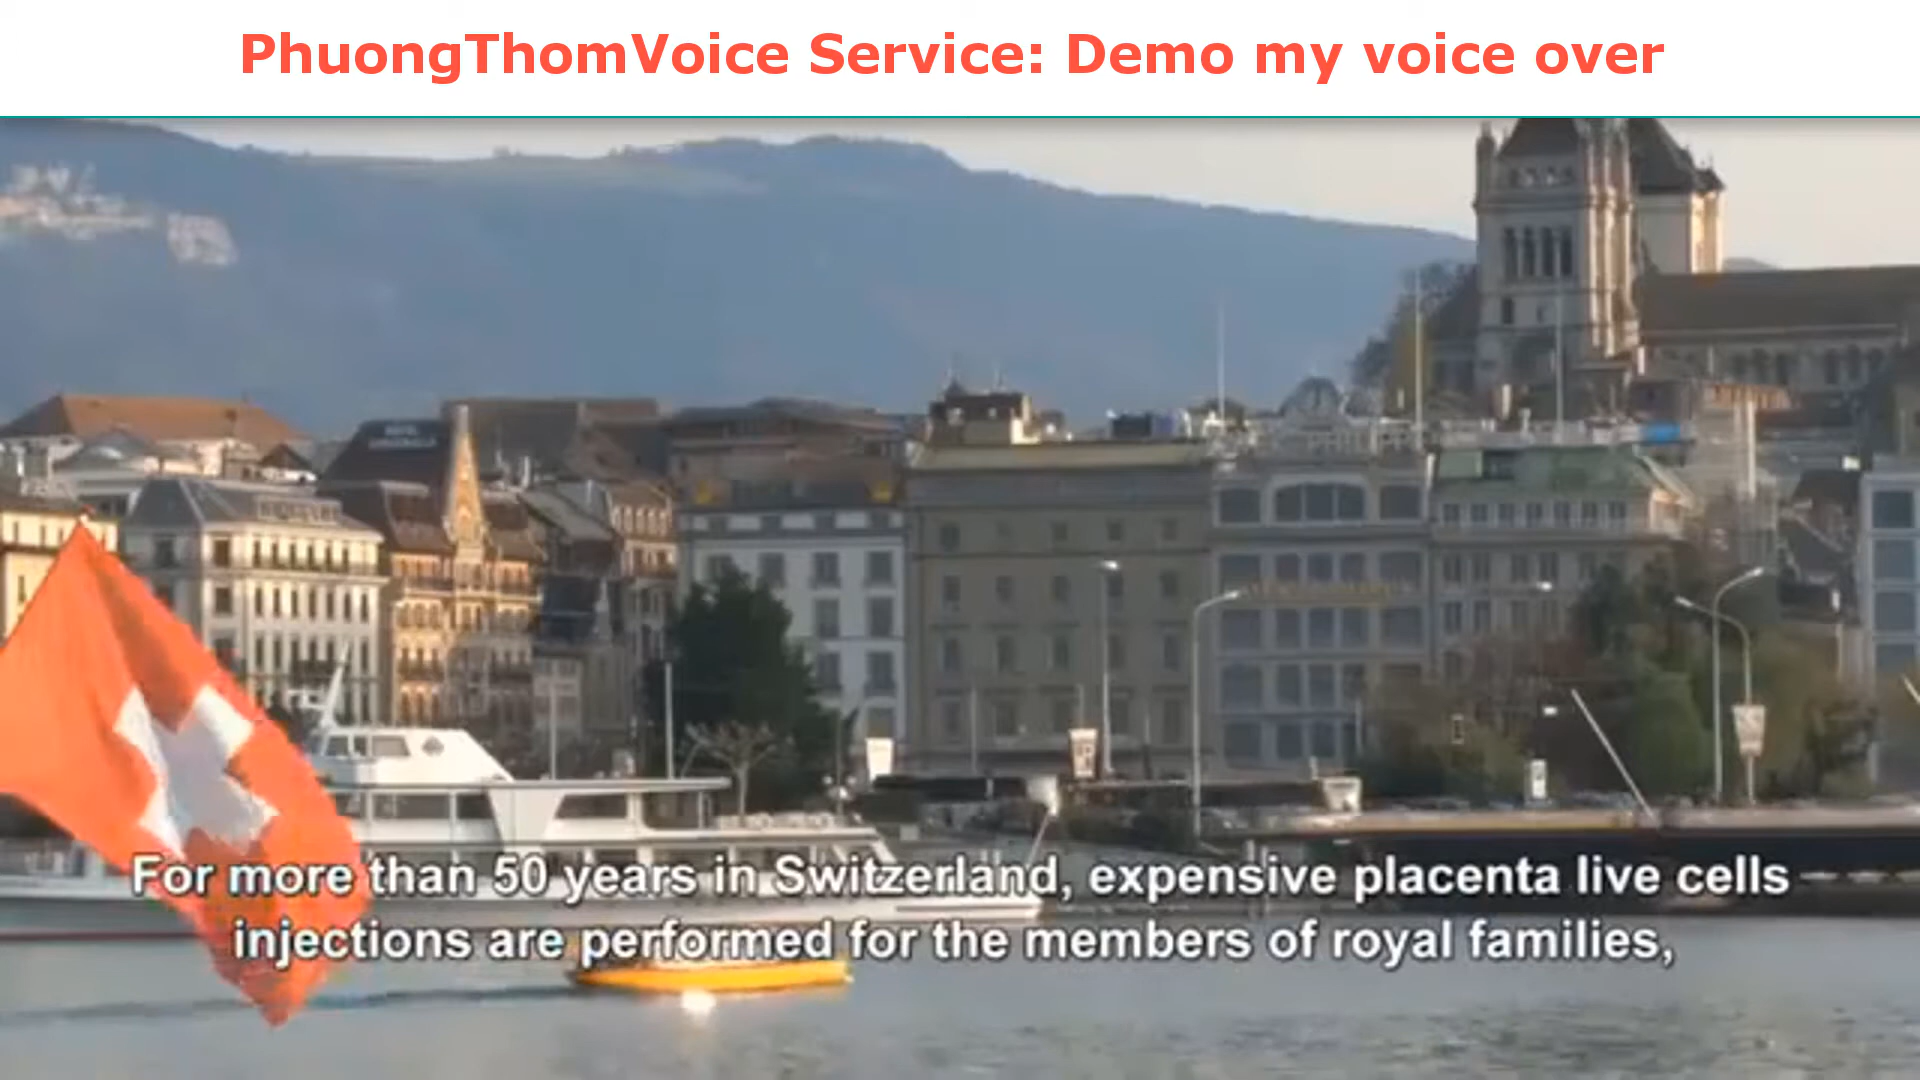 PhuongThomVoice Service: Demo my voice over
For more than 50 years in Switzerland, expensive placenta live cells
injections are performed for the members of royal families,